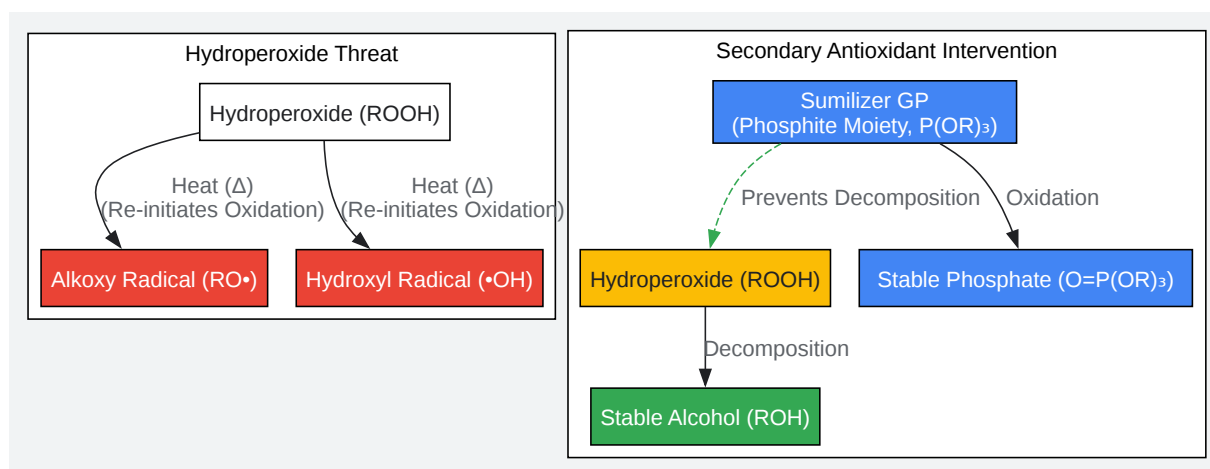 Hydroperoxide Threat
Hydroperoxide (ROOH)
Heat (Δ)
(Re-initiates Oxidation)
Heat (Δ)
(Re-initiates Oxidation)
Alkoxy Radical (RO•)
Hydroxyl Radical (•OH)
Secondary Antioxidant Intervention
Sumilizer GP
(Phosphite Moiety, P(OR)₃)
Prevents Decomposition
Oxidation
Hydroperoxide (ROOH)
Stable Phosphate (O=P(OR)₃)
Decomposition
Stable Alcohol (ROH)